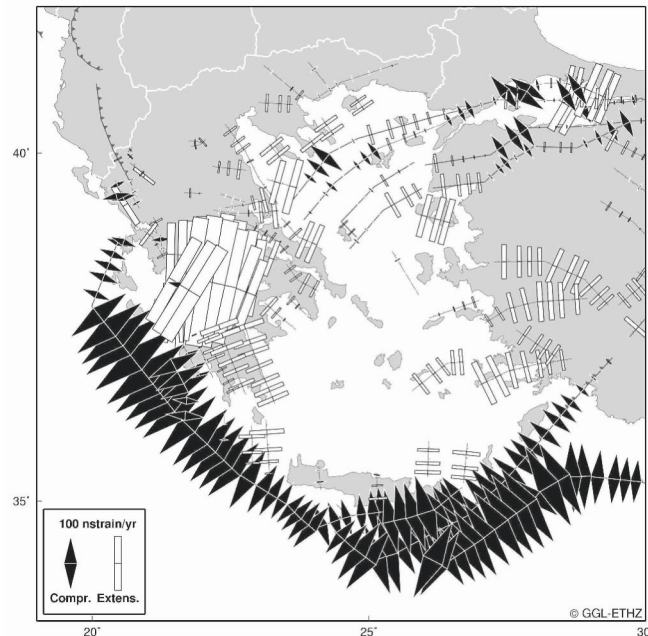 40˚
35˚
100 nstrain/yr
Compr. Extens.
© GGL-ETHZ
20˚
25˚
30